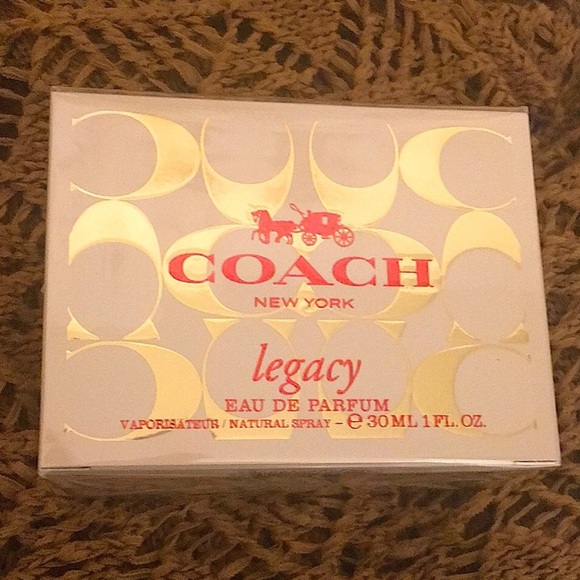 COACH
NEW YORK
legacy
EAU DE PARFUM
VAPORISATEUR / NATURAL SPRAY - ℮ 30 ML 1 FL. OZ.